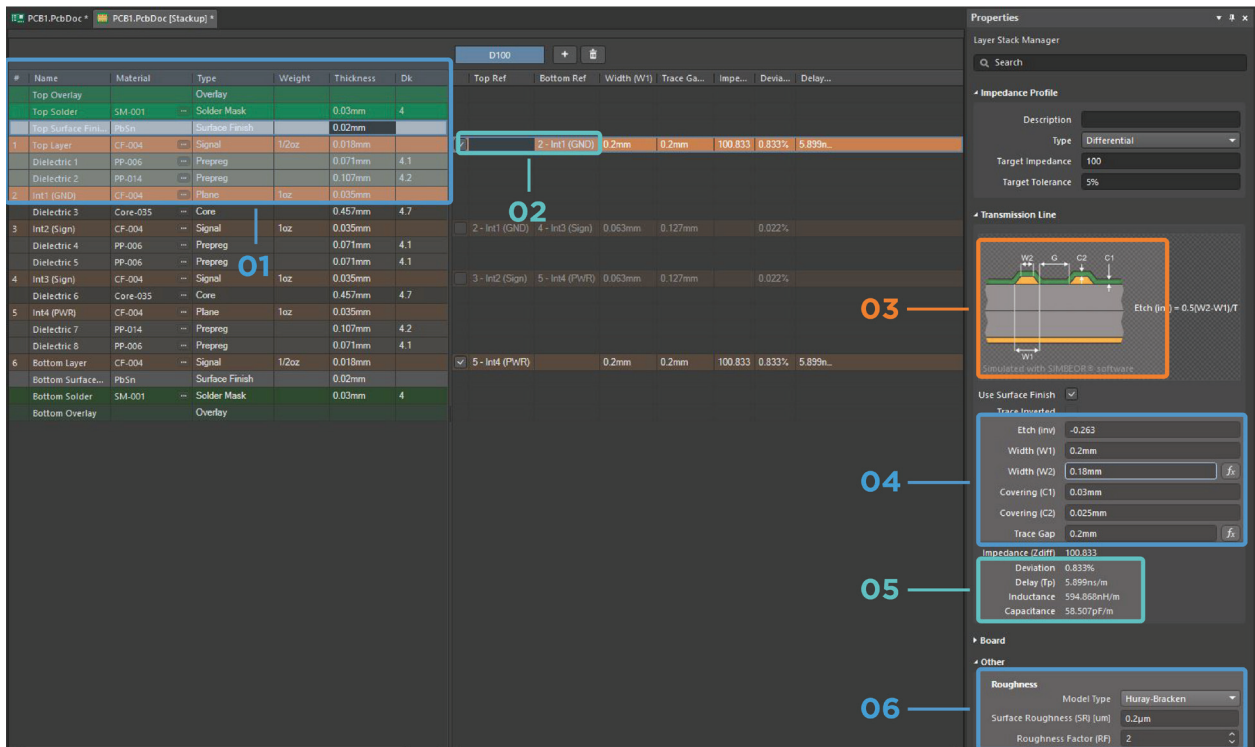 PCB1.PcbDoc * PCB1.PcbDoc [Stackup] *
Properties
Layer Stack Manager
Search
D100 +
# Name Material Type Weight Thickness Dk Top Ref Bottom Ref Width (W1) Trace Ga... Impe... Devia... Delay...
Top Overlay Overlay
Top Solder SM-001 Solder Mask 0.03mm 4
Top Surface Fini... PbSn Surface Finish 0.02mm
1 Top Layer CF-004 Signal 1/2oz 0.018mm 2 - Int1 (GND) 0.2mm 0.2mm 100.833 0.833% 5.899n...
Dielectric 1 PP-006 Prepreg 0.071mm 4.1
Dielectric 2 PP-014 Prepreg 0.107mm 4.2
2 Int1 (GND) CF-004 Plane 1oz 0.035mm
Dielectric 3 Core-035 Core 0.457mm 4.7
3 Int2 (Sign) CF-004 Signal 1oz 0.035mm 2 - Int1 (GND) 4 - Int3 (Sign) 0.063mm 0.127mm 0.022%
Dielectric 4 PP-006 Prepreg 0.071mm 4.1
Dielectric 5 PP-006 Prepreg 0.071mm 4.1
4 Int3 (Sign) CF-004 Signal 1oz 0.035mm 3 - Int2 (Sign) 5 - Int4 (PWR) 0.063mm 0.127mm 0.022%
Dielectric 6 Core-035 Core 0.457mm 4.7
5 Int4 (PWR) CF-004 Plane 1oz 0.035mm
Dielectric 7 PP-014 Prepreg 0.107mm 4.2
Dielectric 8 PP-006 Prepreg 0.071mm 4.1
6 Bottom Layer CF-004 Signal 1/2oz 0.018mm 5 - Int4 (PWR) 0.2mm 0.2mm 100.833 0.833% 5.899n...
Bottom Surface... PbSn Surface Finish 0.02mm
Bottom Solder SM-001 Solder Mask 0.03mm 4
Bottom Overlay Overlay
01
02
03
04
05
06
Impedance Profile
Description
Type Differential
Target Impedance 100
Target Tolerance 5%
Transmission Line
W2 G C2 C1
Etch (inv) = 0.5(W2-W1)/T
W1
Simulated with SIMBEOR® software
Use Surface Finish
Trace Inverted
Etch (inv) -0.263
Width (W1) 0.2mm
Width (W2) 0.18mm fx
Covering (C1) 0.03mm
Covering (C2) 0.025mm
Trace Gap 0.2mm fx
Impedance (Zdiff) 100.833
Deviation 0.833%
Delay (Tp) 5.899ns/m
Inductance 594.868nH/m
Capacitance 58.507pF/m
Board
Other
Roughness
Model Type Huray-Bracken
Surface Roughness (SR) [um] 0.2µm
Roughness Factor (RF) 2